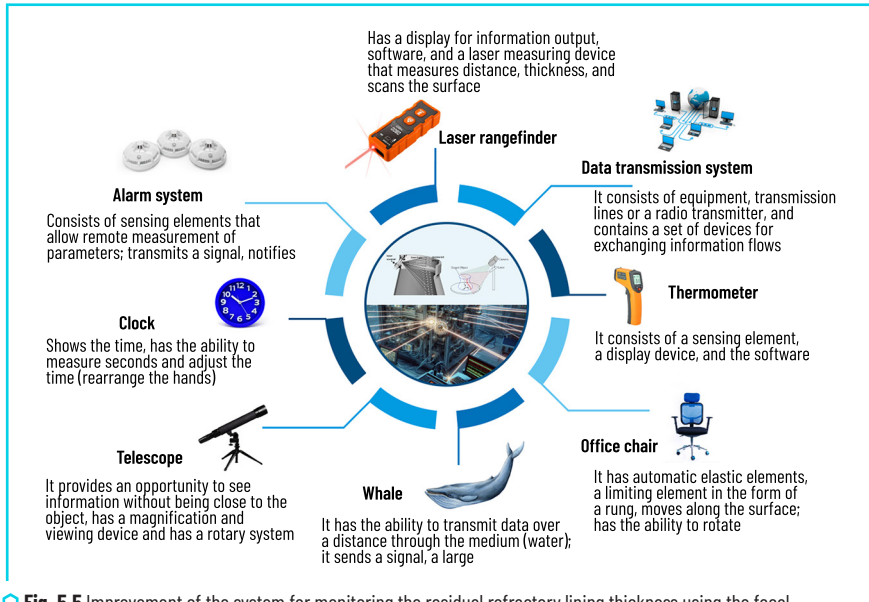 Has a display for information output,
software, and a laser measuring device
that measures distance, thickness, and
scans the surface
Laser rangefinder
Data transmission system
It consists of equipment, transmission
lines or a radio transmitter, and
contains a set of devices for
exchanging information flows
Alarm system
Consists of sensing elements that
allow remote measurement of
parameters; transmits a signal, notifies
Thermometer
It consists of a sensing element,
a display device, and the software
Clock
Shows the time, has the ability to
measure seconds and adjust the
time (rearrange the hands)
Office chair
It has automatic elastic elements,
a limiting element in the form of
a rung, moves along the surface;
has the ability to rotate
Telescope
It provides an opportunity to see
information without being close to the
object, has a magnification and
viewing device and has a rotary system
Whale
It has the ability to transmit data over
a distance through the medium (water);
it sends a signal, a large
Fig. 5.5 Improvement of the system for monitoring the residual refractory lining thickness using the focal